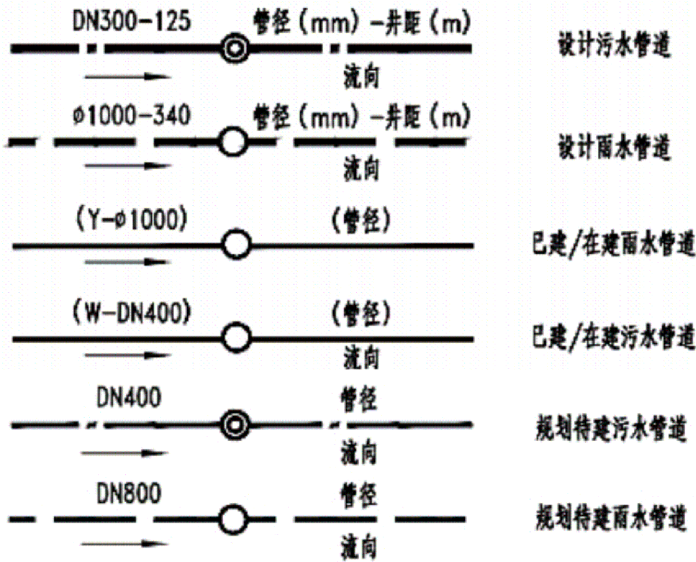 DN300-125 管径(mm)-井距(m)
流向 设计污水管道
ø1000-340 管径(mm)-井距(m)
流向 设计雨水管道
(Y-ø1000) (管径) 已建/在建雨水管道
(W-DN400) (管径) 已建/在建污水管道
流向
DN400 管径
流向 规划待建污水管道
DN800 管径
流向 规划待建雨水管道